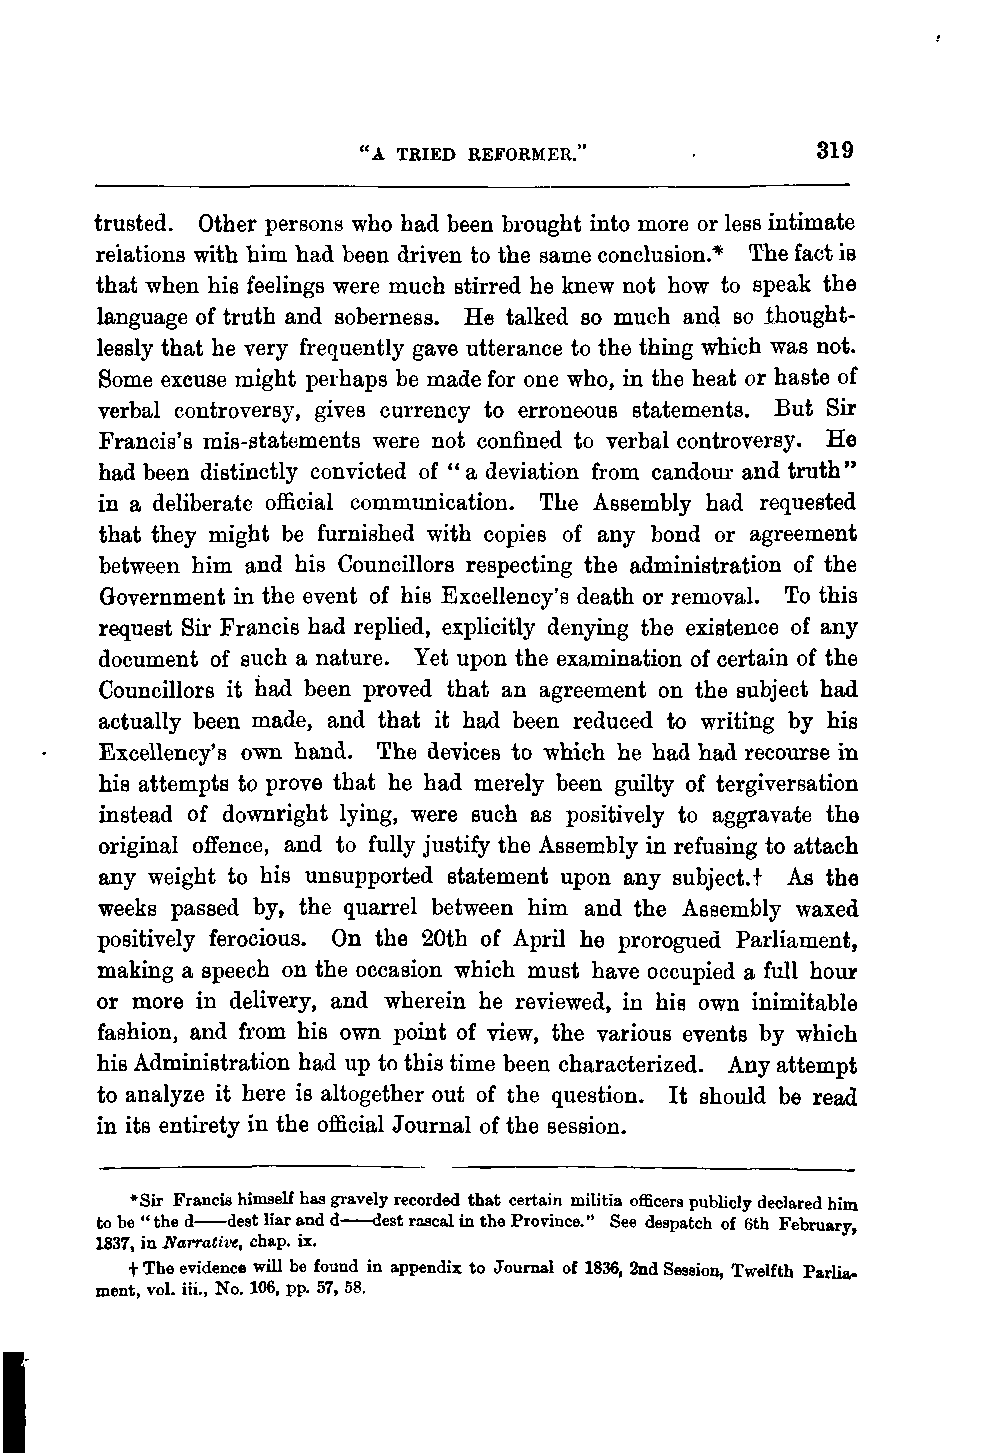 "A TRIED REFORMER." 319
trusted. Other persons who had been brought into more or less intimate
relations with him had been driven to the same conclusion.* The fact is
that when his feelings were much stirred he knew not how to speak the
language of truth and soberness. He talked so much and so thought-
lessly that he very frequently gave utterance to the thing which was not.
Some excuse might perhaps be made for one who, in the heat or haste of
verbal controversy, gives currency to erroneous statements. But Sir
Francis's mis-statements were not confined to verbal controversy. He
had been distinctly convicted of "a deviation from candour and truth"
in a deliberate official communication. The Assembly had requested
that they might be furnished with copies of any bond or agreement
between him and his Councillors respecting the administration of the
Government in the event of his Excellency's death or removal. To this
request Sir Francis had replied, explicitly denying the existence of any
document of such a nature. Yet upon the examination of certain of the
Councillors it had been proved that an agreement on the subject had
actually been made, and that it had been reduced to writing by his
Excellency's own hand. The devices to which he had had recourse in
his attempts to prove that he had merely been guilty of tergiversation
instead of downright lying, were such as positively to aggravate the
original offence, and to fully justify the Assembly in refusing to attach
any weight to his unsupported statement upon any subject.† As the
weeks passed by, the quarrel between him and the Assembly waxed
positively ferocious. On the 20th of April he prorogued Parliament,
making a speech on the occasion which must have occupied a full hour
or more in delivery, and wherein he reviewed, in his own inimitable
fashion, and from his own point of view, the various events by which
his Administration had up to this time been characterized. Any attempt
to analyze it here is altogether out of the question. It should be read
in its entirety in the official Journal of the session.
*Sir Francis himself has gravely recorded that certain militia officers publicly declared him
to be "the d——dest liar and d——dest rascal in the Province." See despatch of 6th February,
1837, in Narrative, chap. ix.
† The evidence will be found in appendix to Journal of 1836, 2nd Session, Twelfth Parlia-
ment, vol. iii., No. 106, pp. 57, 58.